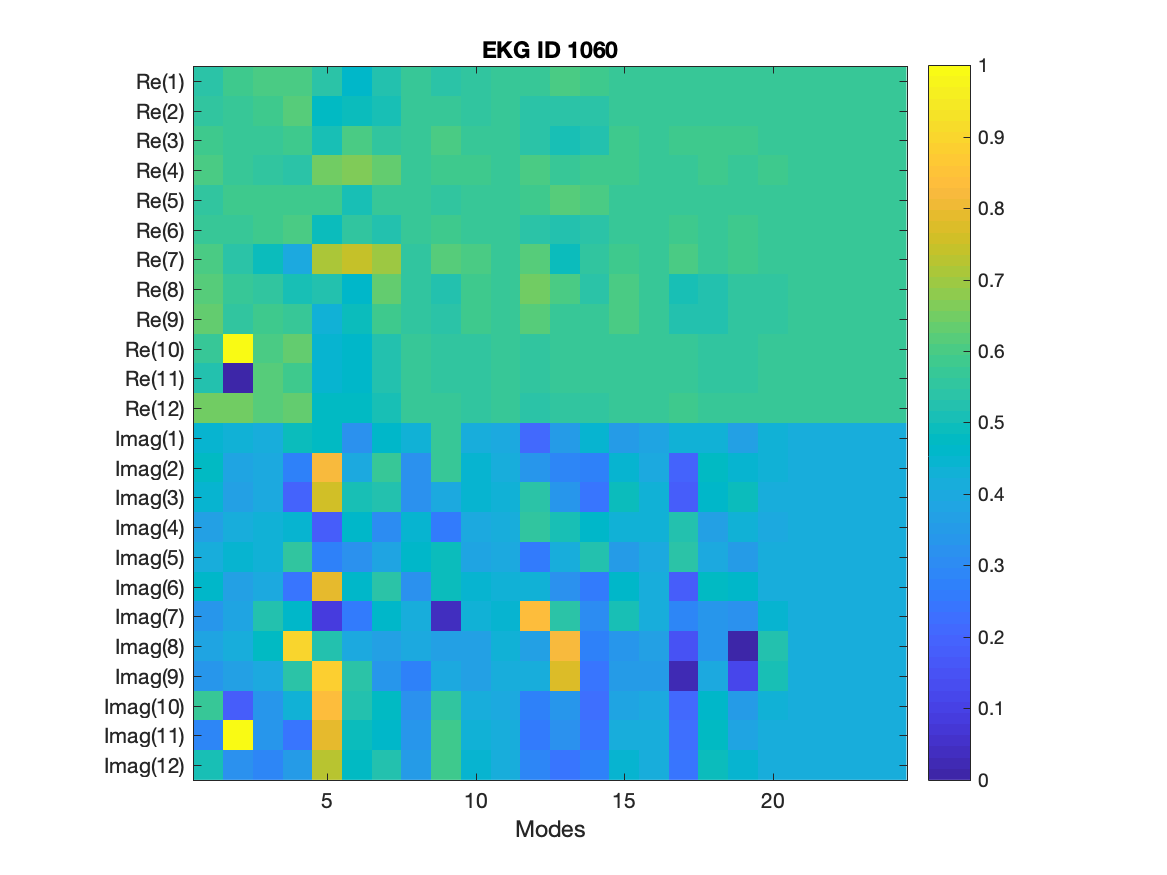 EKG ID 1060
Re(1)
Re(2)
Re(3)
Re(4)
Re(5)
Re(6)
Re(7)
Re(8)
Re(9)
Re(10)
Re(11)
Re(12)
Imag(1)
Imag(2)
Imag(3)
Imag(4)
Imag(5)
Imag(6)
Imag(7)
Imag(8)
Imag(9)
Imag(10)
Imag(11)
Imag(12)
5 10 15 20
Modes
1
0.9
0.8
0.7
0.6
0.5
0.4
0.3
0.2
0.1
0